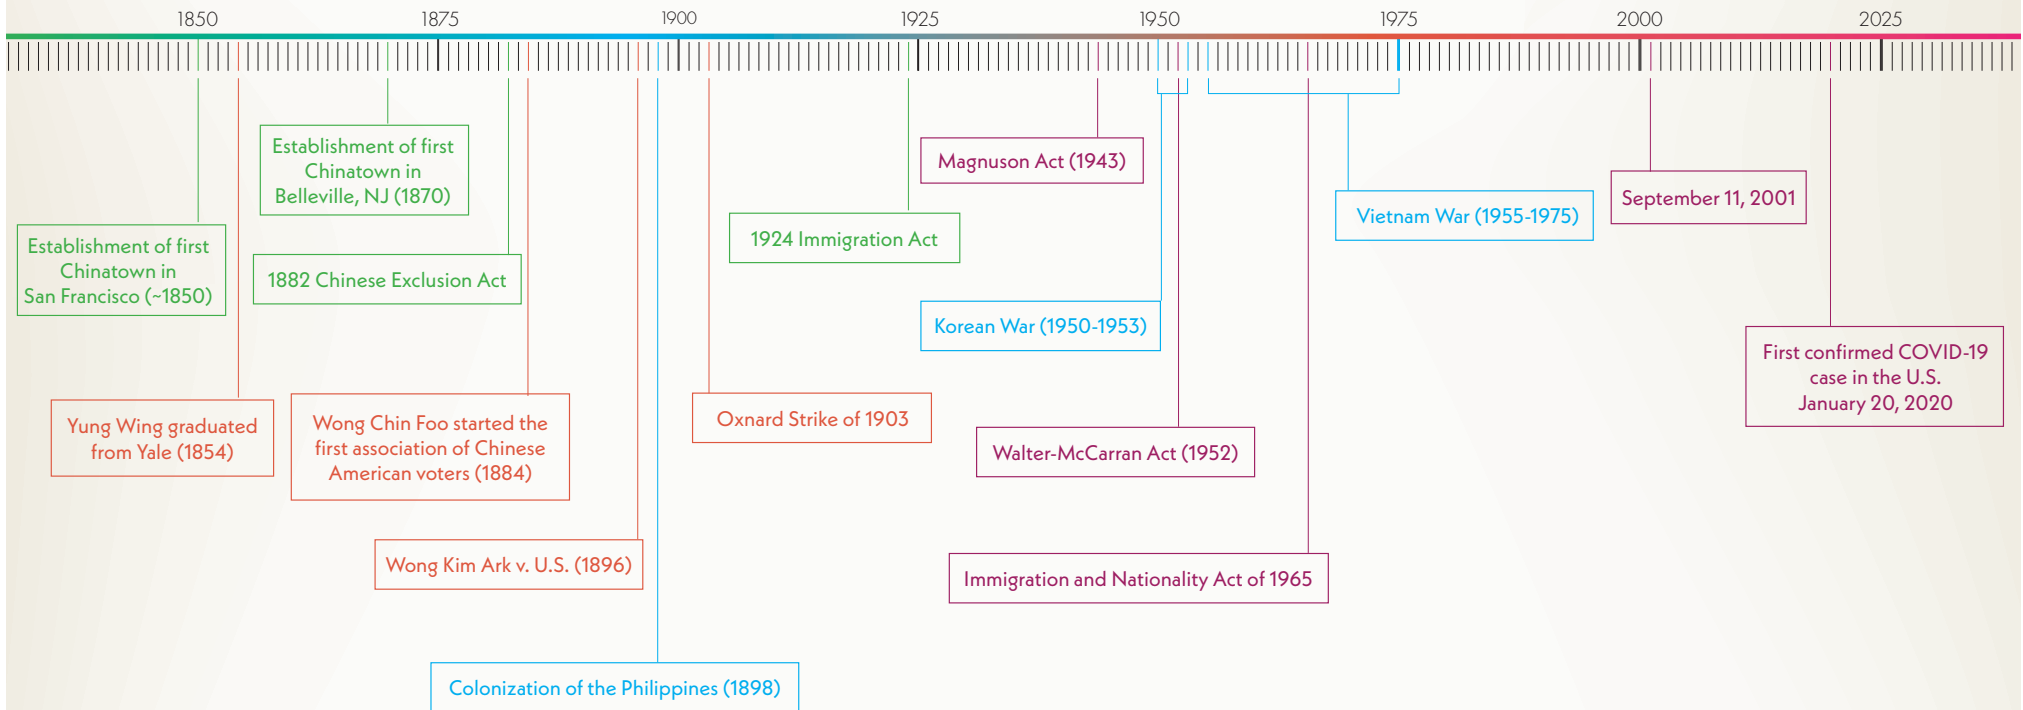 1850
1875
1900
1925
1950
1975
2000
2025
Establishment of first
Chinatown in
San Francisco (~1850)
Yung Wing graduated
from Yale (1854)
Establishment of first
Chinatown in
Belleville, NJ (1870)
1882 Chinese Exclusion Act
Wong Chin Foo started the
first association of Chinese
American voters (1884)
Wong Kim Ark v. U.S. (1896)
Colonization of the Philippines (1898)
Oxnard Strike of 1903
1924 Immigration Act
Magnuson Act (1943)
Korean War (1950-1953)
Walter-McCarran Act (1952)
Vietnam War (1955-1975)
Immigration and Nationality Act of 1965
September 11, 2001
First confirmed COVID-19
case in the U.S.
January 20, 2020